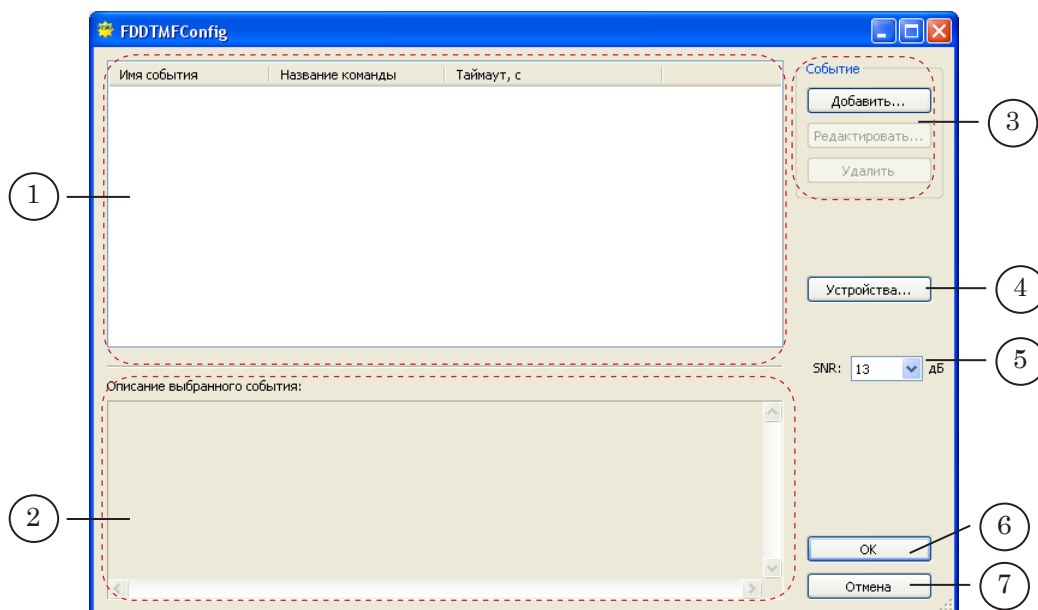 FDDTMFConfig
Имя события Название команды Таймаут, с
Событие
Добавить...
3
Редактировать...
Удалить
1
Устройства...
4
SNR: 13 дБ
5
Описание выбранного события:
2
6
OK
7
Отмена